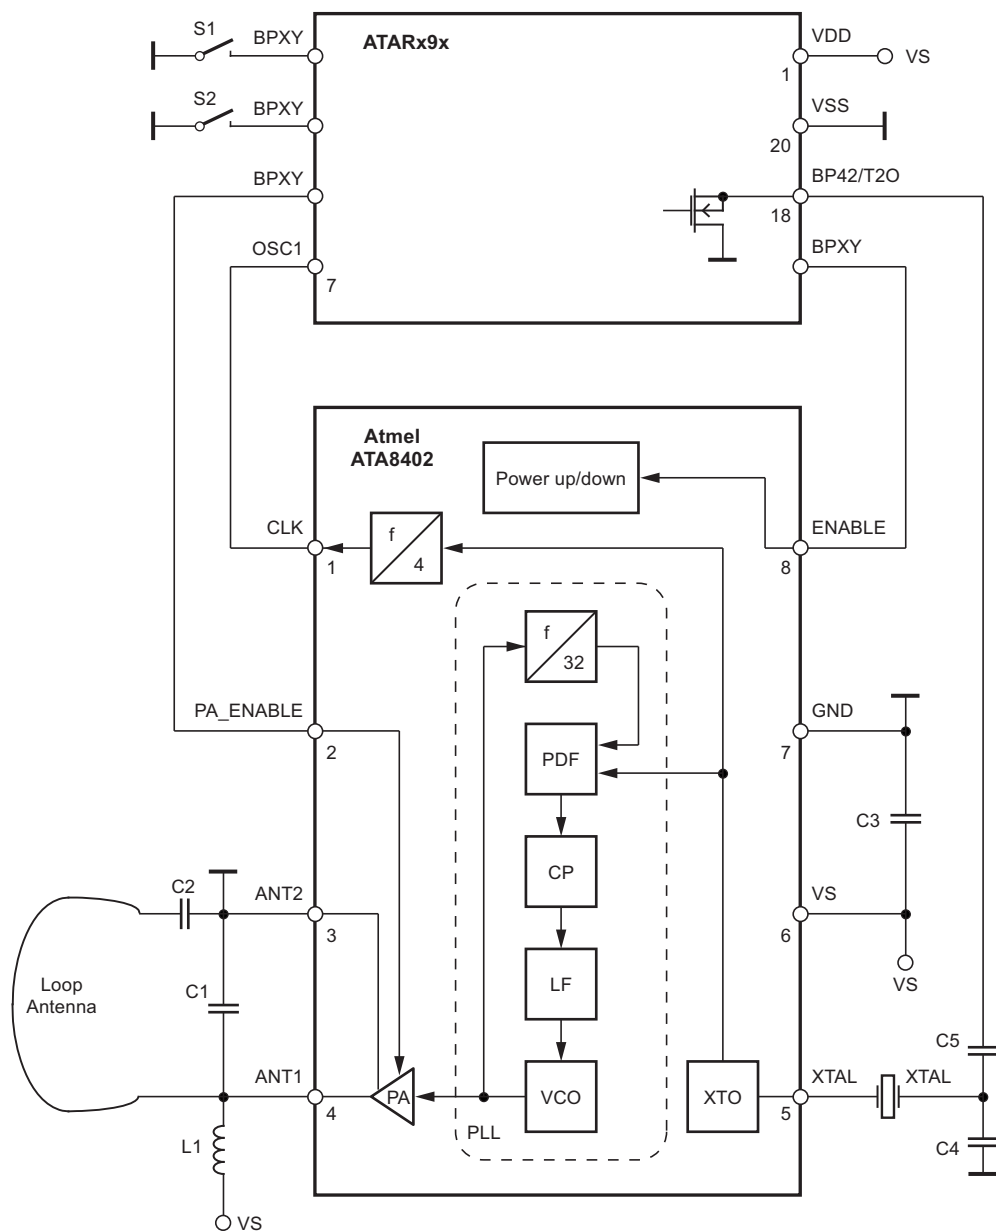 S1
BPXY
ATARx9x
VDD
1
VS
S2
BPXY
VSS
20
BPXY
BP42/T2O
18
OSC1
7
BPXY
Atmel
ATA8402
Power up/down
CLK
1
f
4
ENABLE
8
f
32
PA_ENABLE
2
GND
7
PDF
C3
CP
C2
ANT2
3
VS
6
Loop
Antenna
C1
LF
VS
C5
ANT1
4
PA
VCO
XTO
XTAL
5
XTAL
PLL
L1
C4
VS